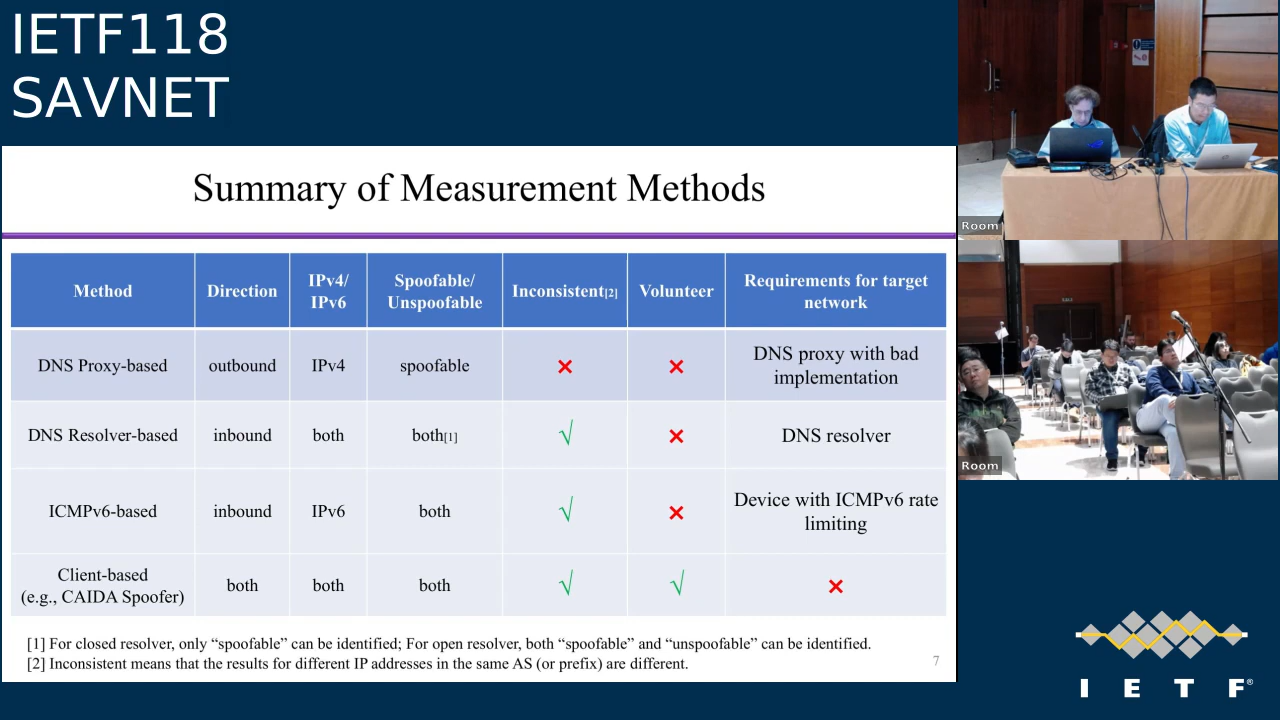 IETF118
SAVNET
Summary of Measurement Methods
Method
Direction
IPv4/
IPv6
Spoofable/
Unspoofable
Inconsistent[2]
Volunteer
Requirements for target
network
DNS Proxy-based
outbound
IPv4
spoofable
×
×
DNS proxy with bad
implementation
DNS Resolver-based
inbound
both
both[1]
√
×
DNS resolver
ICMPv6-based
inbound
IPv6
both
√
×
Device with ICMPv6 rate
limiting
Client-based
(e.g., CAIDA Spoofer)
both
both
both
√
√
×
[1] For closed resolver, only “spoofable” can be identified; For open resolver, both “spoofable” and “unspoofable” can be identified.
[2] Inconsistent means that the results for different IP addresses in the same AS (or prefix) are different.
7
Room
Room
I E T F®